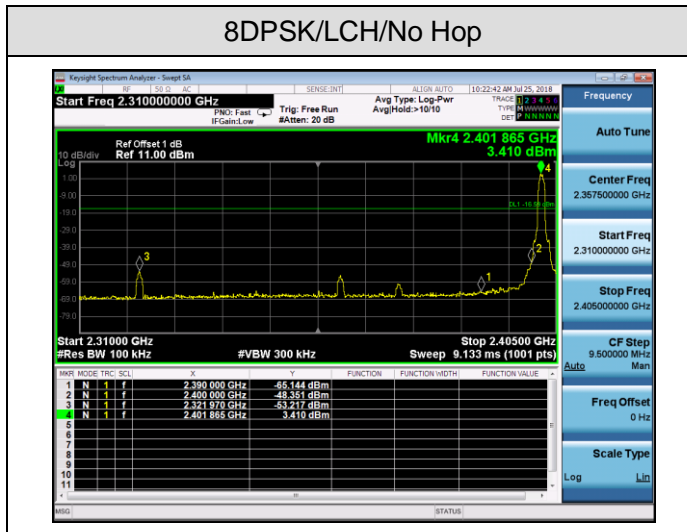 8DPSK/LCH/No Hop
Keysight Spectrum Analyzer - Swept SA
RF 50 Ω AC SENSE:INT ALIGN AUTO 10:22:42 AM Jul 25, 2018
Start Freq 2.310000000 GHz
PNO: Fast
IFGain:Low
Trig: Free Run
#Atten: 20 dB
Avg Type: Log-Pwr
Avg|Hold:>10/10
TRACE 1 2 3 4 5 6
TYPE M WWWWW
DET P NNNNN
Frequency
Auto Tune
Center Freq
2.357500000 GHz
Start Freq
2.310000000 GHz
Stop Freq
2.405000000 GHz
CF Step
9.500000 MHz
Auto Man
Freq Offset
0 Hz
Scale Type
Log Lin
Ref Offset 1 dB
Ref 11.00 dBm
10 dB/div
Log
Mkr4 2.401 865 GHz
3.410 dBm
1.00
-9.00
-19.0
-29.0
-39.0
-49.0
-59.0
-69.0
-79.0
4
3
2
1
Start 2.31000 GHz
Stop 2.40500 GHz
#Res BW 100 kHz #VBW 300 kHz Sweep 9.133 ms (1001 pts)
MKR MODE TRC SCL X Y FUNCTION FUNCTION WIDTH FUNCTION VALUE
1 N 1 f 2.390 000 GHz -65.144 dBm
2 N 1 f 2.400 000 GHz -48.351 dBm
3 N 1 f 2.321 970 GHz -53.217 dBm
4 N 1 f 2.401 865 GHz 3.410 dBm
5
6
7
8
9
10
11
MSG STATUS